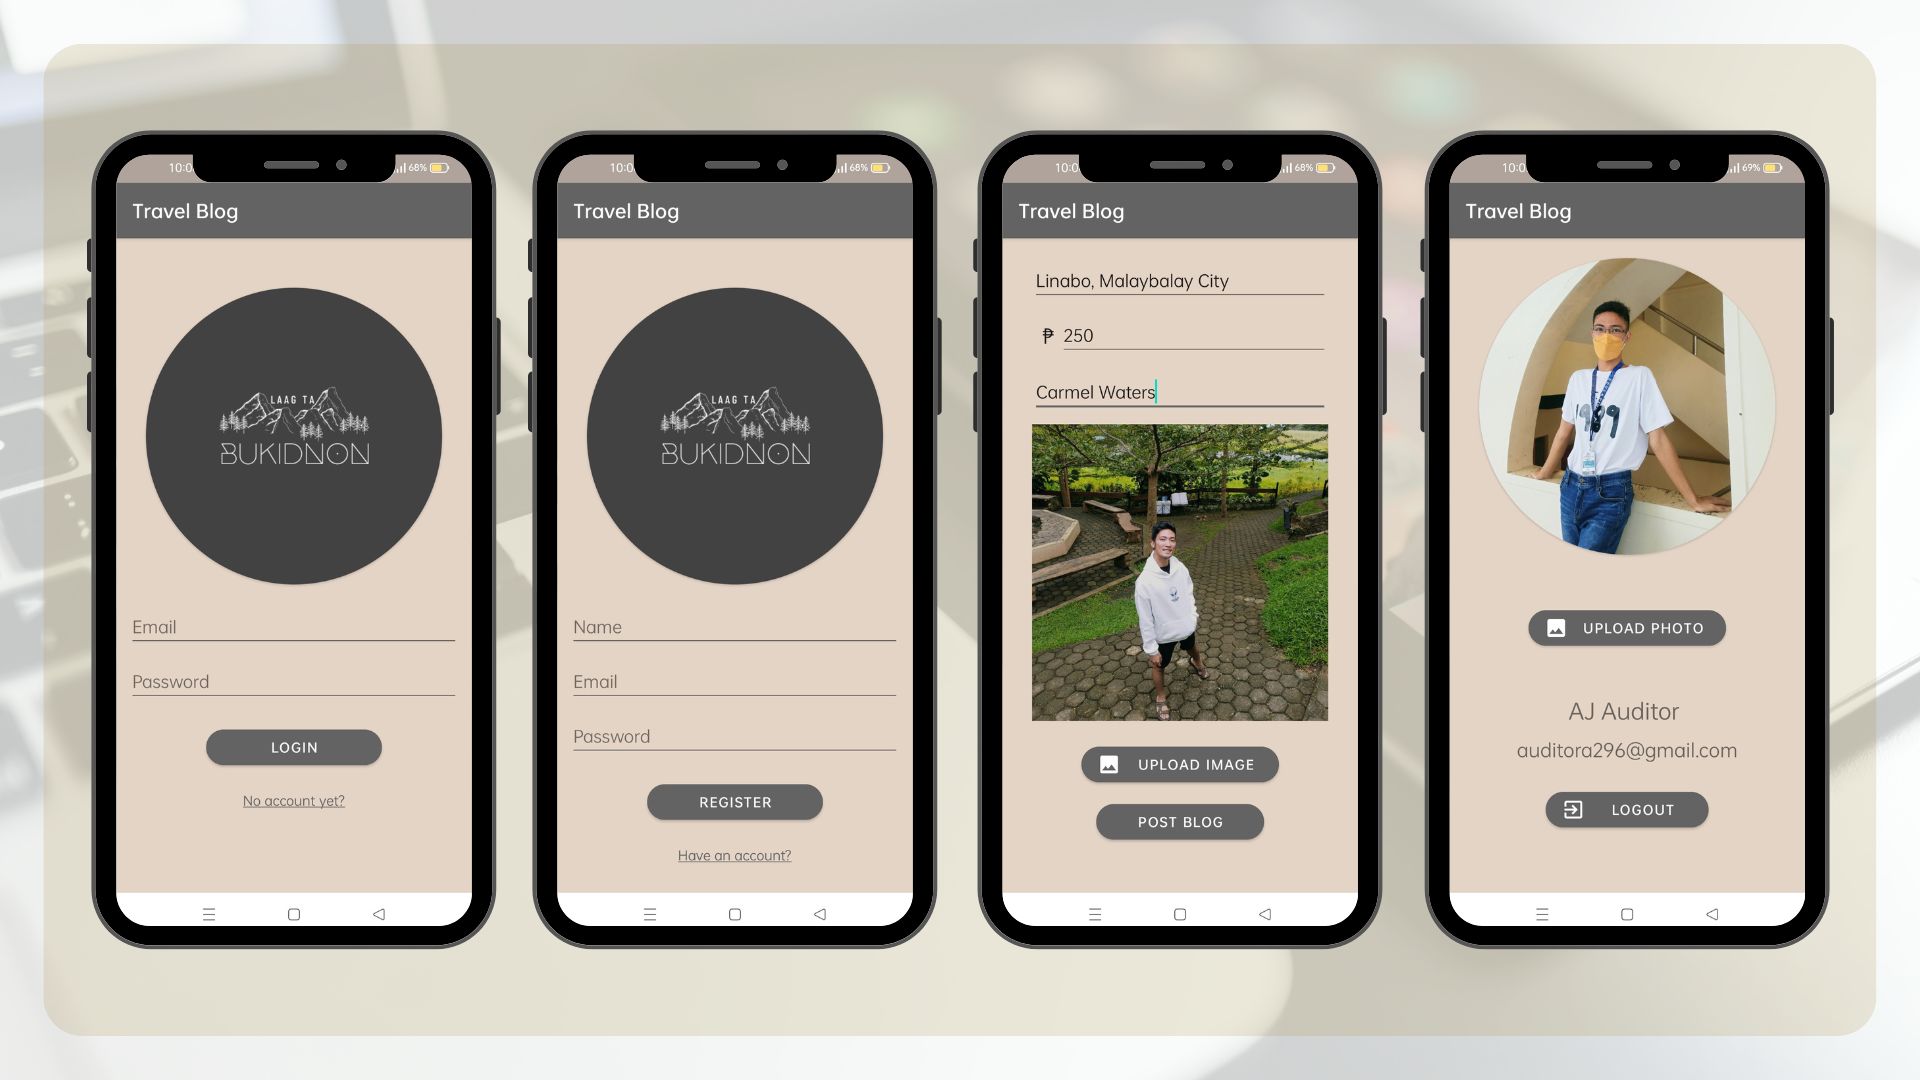 10:0
68%
Travel Blog
LAAG TA
BUKIDNON
Email
Password
LOGIN
No account yet?
10:0
68%
Travel Blog
LAAG TA
BUKIDNON
Name
Email
Password
REGISTER
Have an account?
10:0
68%
Travel Blog
Linabo, Malaybalay City
₱ 250
Carmel Waters
UPLOAD IMAGE
POST BLOG
10:0
69%
Travel Blog
1989
UPLOAD PHOTO
AJ Auditor
auditora296@gmail.com
LOGOUT